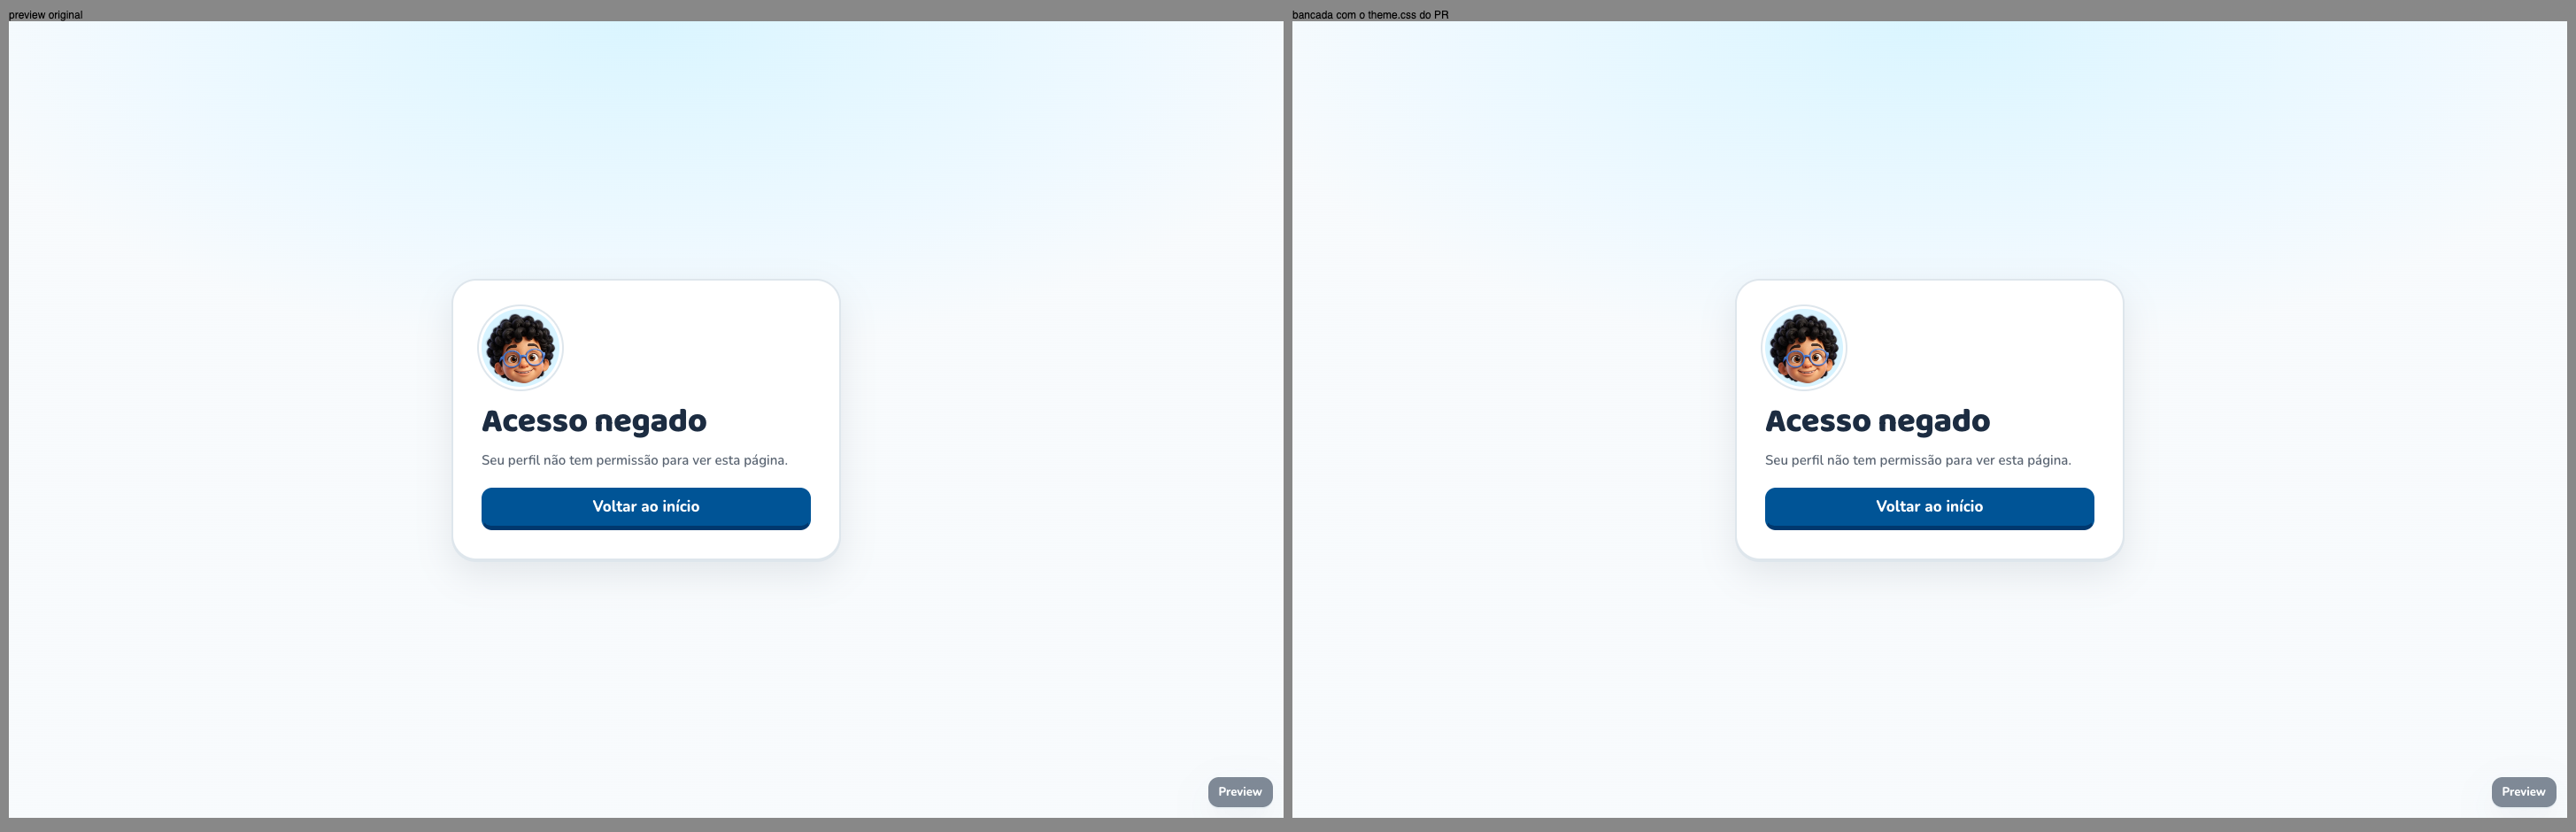 preview original
Acesso negado
Seu perfil não tem permissão para ver esta página.
Voltar ao início
Preview
bancada com o theme.css do PR
Acesso negado
Seu perfil não tem permissão para ver esta página.
Voltar ao início
Preview